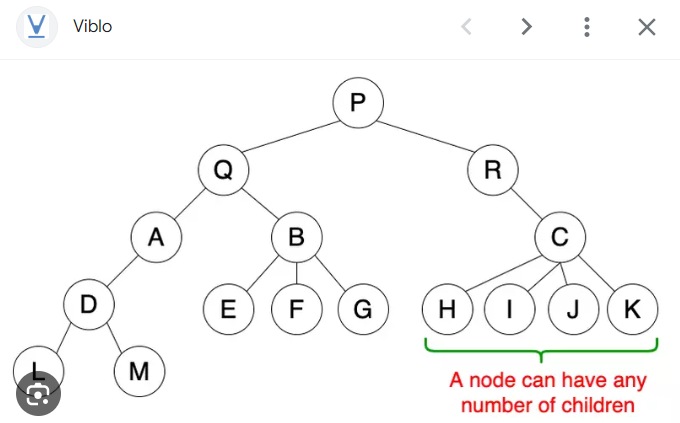 Viblo
P
Q R
A B C
D E F G H I J K
L M
A node can have any
number of children